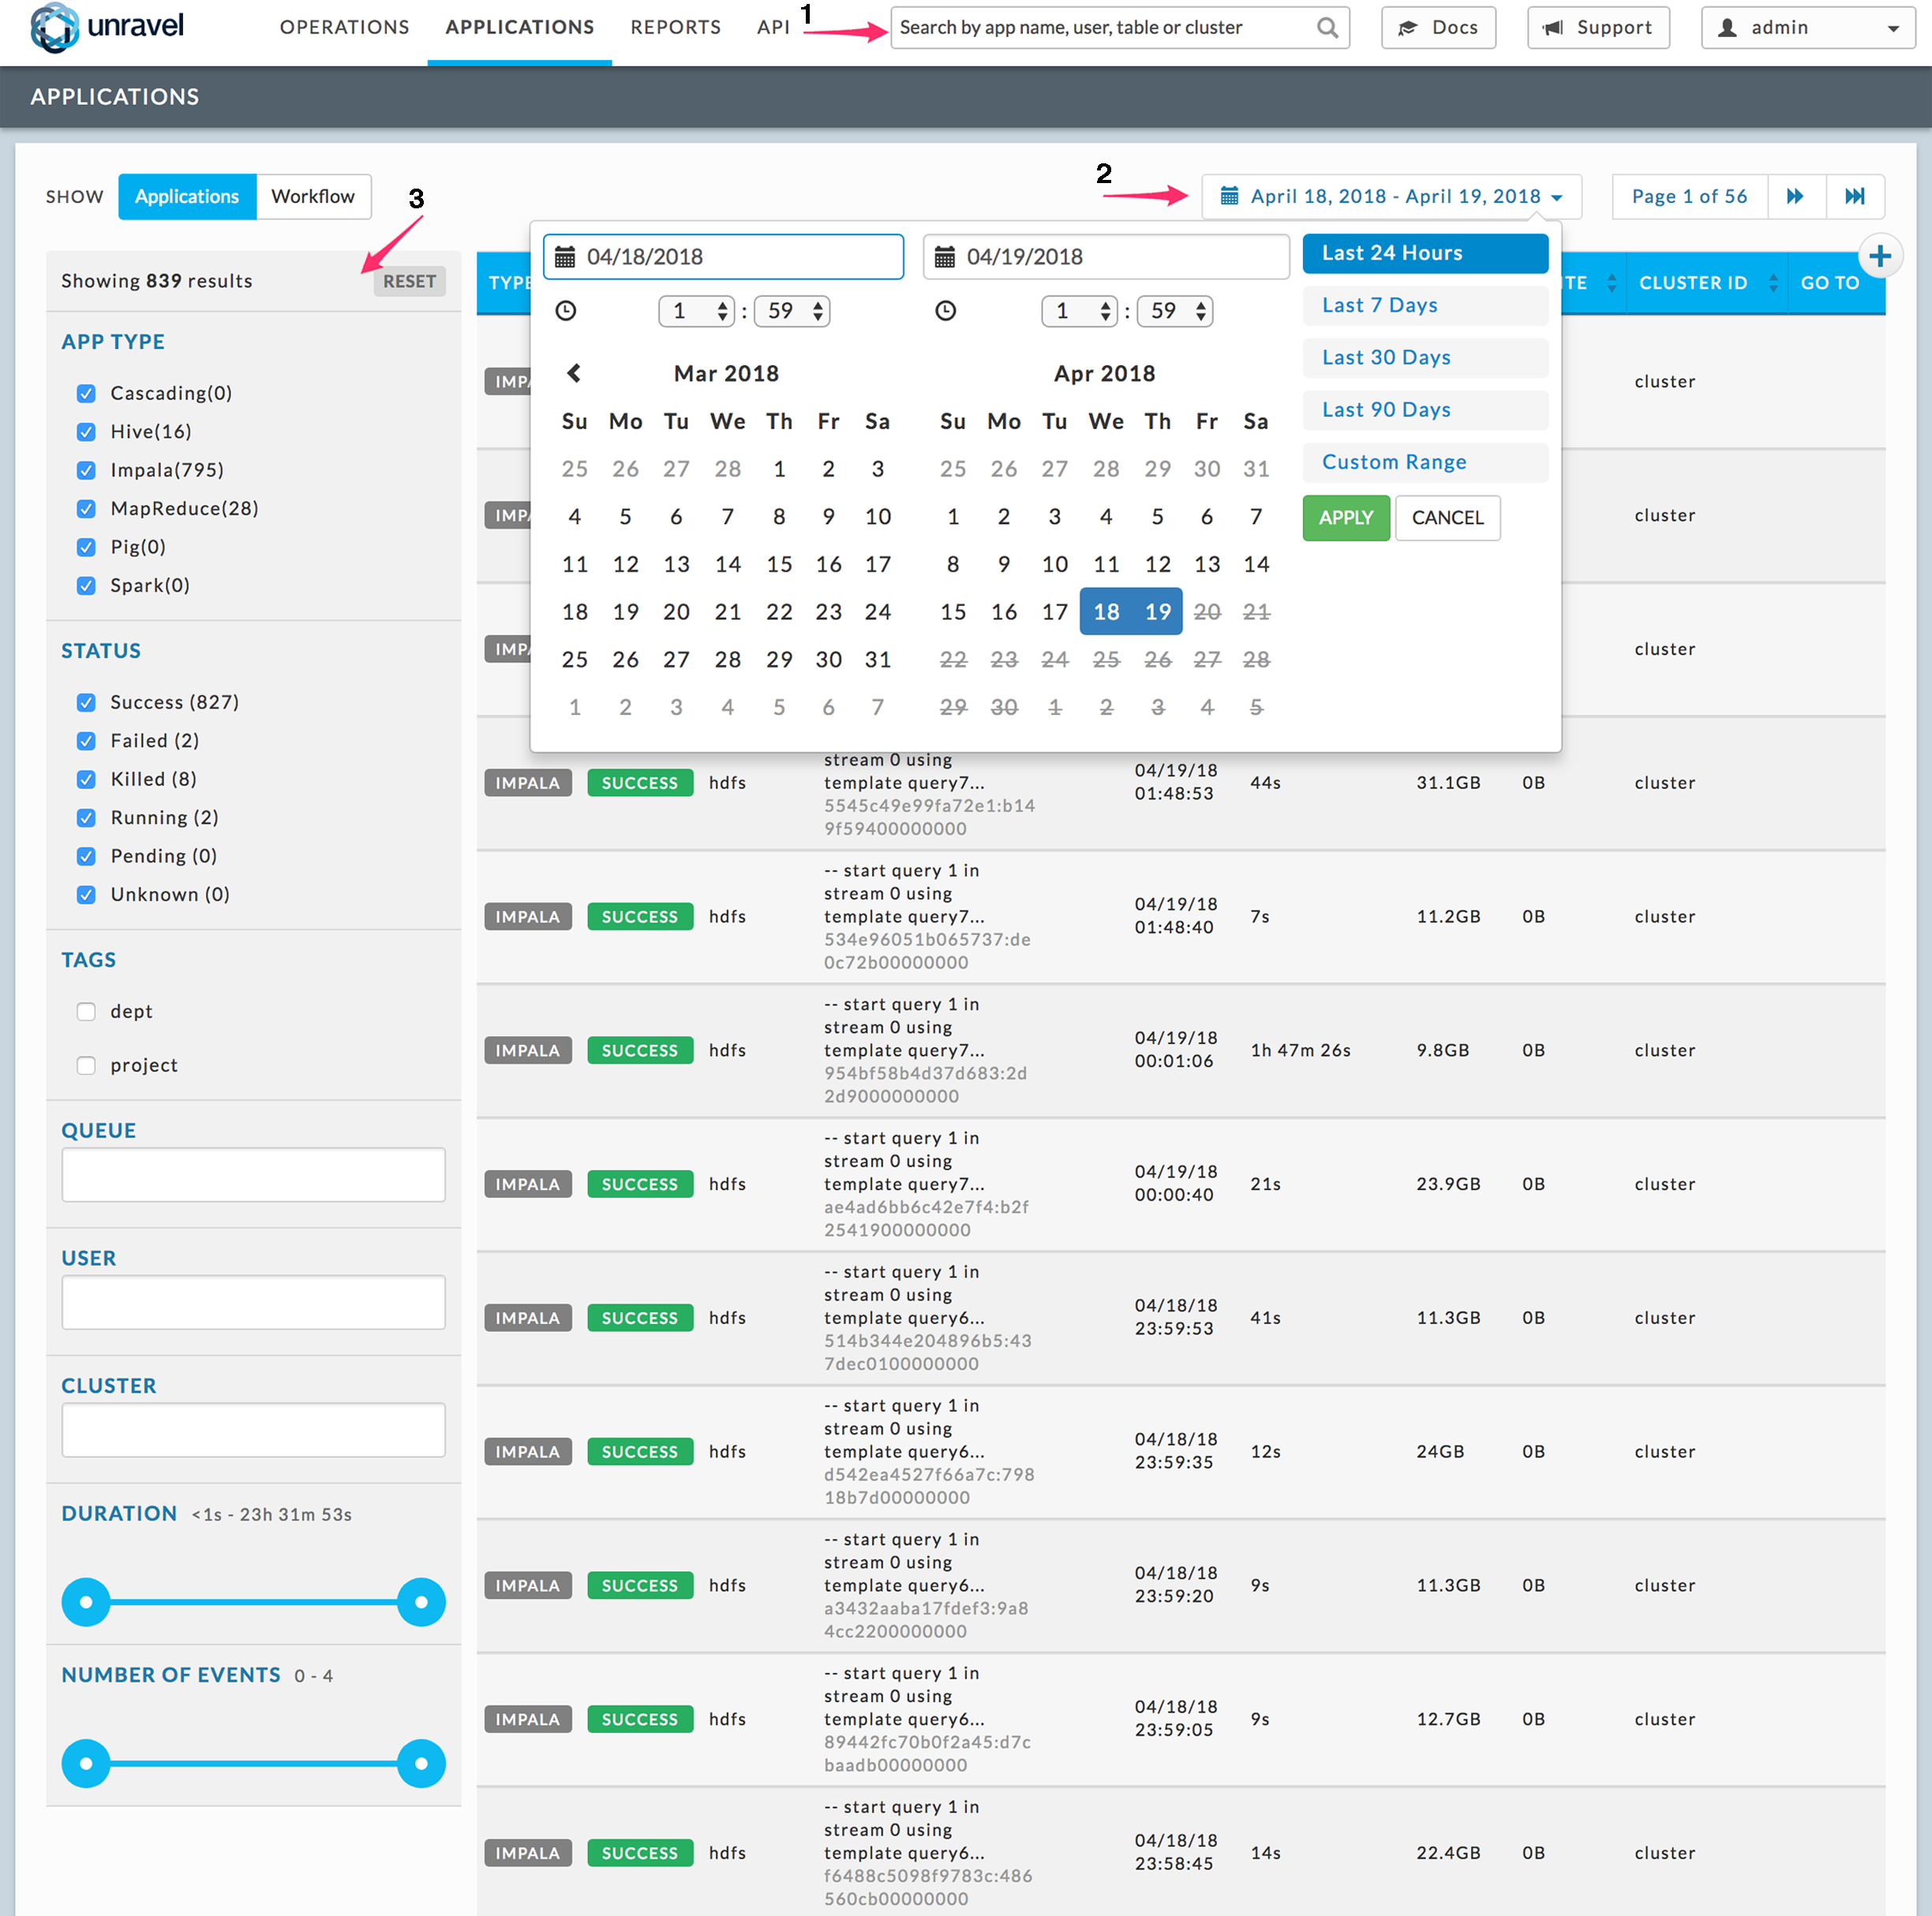 unravel
OPERATIONS APPLICATIONS REPORTS API 1 Search by app name, user, table or cluster Docs Support admin
APPLICATIONS
SHOW Applications Workflow 3 2 April 18, 2018 - April 19, 2018 Page 1 of 56
Showing 839 results RESET
APP TYPE
Cascading(0)
Hive(16)
Impala(795)
MapReduce(28)
Pig(0)
Spark(0)
STATUS
Success (827)
Failed (2)
Killed (8)
Running (2)
Pending (0)
Unknown (0)
TAGS
dept
project
QUEUE
USER
CLUSTER
DURATION <1s - 23h 31m 53s
NUMBER OF EVENTS 0 - 4
TYPE CLUSTER ID GO TO
04/18/2018 04/19/2018
1 : 59 1 : 59
Mar 2018
Su Mo Tu We Th Fr Sa
25 26 27 28 1 2 3
4 5 6 7 8 9 10
11 12 13 14 15 16 17
18 19 20 21 22 23 24
25 26 27 28 29 30 31
1 2 3 4 5 6 7
Apr 2018
Su Mo Tu We Th Fr Sa
25 26 27 28 29 30 31
1 2 3 4 5 6 7
8 9 10 11 12 13 14
15 16 17 18 19 20 21
22 23 24 25 26 27 28
29 30 1 2 3 4 5
Last 24 Hours
Last 7 Days
Last 30 Days
Last 90 Days
Custom Range
APPLY CANCEL
cluster
cluster
cluster
IMPALA SUCCESS hdfs
stream 0 using
template query7...
5545c49e99fa72e1:b14
9f59400000000
04/19/18
01:48:53
44s 31.1GB 0B cluster
IMPALA SUCCESS hdfs
-- start query 1 in
stream 0 using
template query7...
534e96051b065737:de
0c72b00000000
04/19/18
01:48:40
7s 11.2GB 0B cluster
IMPALA SUCCESS hdfs
-- start query 1 in
stream 0 using
template query7...
954bf58b4d37d683:2d
2d9000000000
04/19/18
00:01:06
1h 47m 26s 9.8GB 0B cluster
IMPALA SUCCESS hdfs
-- start query 1 in
stream 0 using
template query7...
ae4ad6bb6c42e7f4:b2f
2541900000000
04/19/18
00:00:40
21s 23.9GB 0B cluster
IMPALA SUCCESS hdfs
-- start query 1 in
stream 0 using
template query6...
514b344e204896b5:43
7dec0100000000
04/18/18
23:59:53
41s 11.3GB 0B cluster
IMPALA SUCCESS hdfs
-- start query 1 in
stream 0 using
template query6...
d542ea4527f66a7c:798
18b7d00000000
04/18/18
23:59:35
12s 24GB 0B cluster
IMPALA SUCCESS hdfs
-- start query 1 in
stream 0 using
template query6...
a3432aaba17fdef3:9a8
4cc2200000000
04/18/18
23:59:20
9s 11.3GB 0B cluster
IMPALA SUCCESS hdfs
-- start query 1 in
stream 0 using
template query6...
89442fc70b0f2a45:d7c
baadb00000000
04/18/18
23:59:05
9s 12.7GB 0B cluster
IMPALA SUCCESS hdfs
-- start query 1 in
stream 0 using
template query6...
f6488c5098f9783c:486
560cb00000000
04/18/18
23:58:45
14s 22.4GB 0B cluster